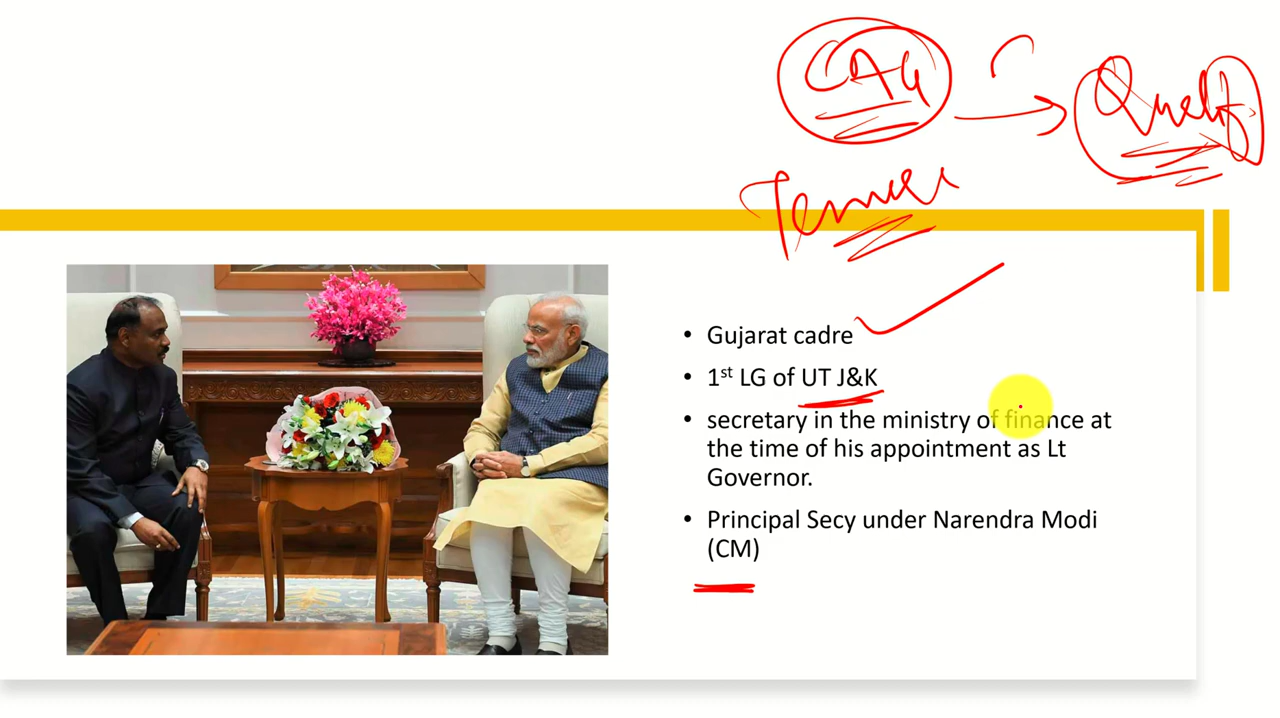 CAG
Qualif
Tenure
• Gujarat cadre
• 1st LG of UT J&K
• secretary in the ministry of finance at
the time of his appointment as Lt
Governor.
• Principal Secy under Narendra Modi
(CM)